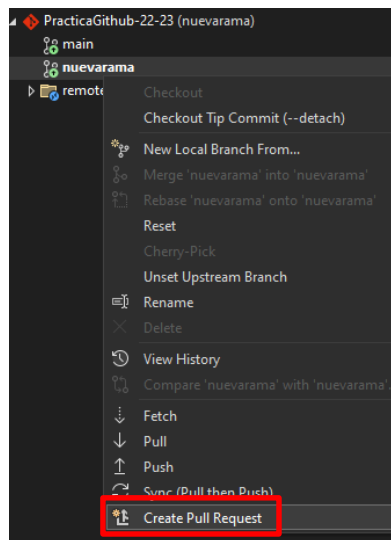 PracticaGithub-22-23 (nuevarama)
main
nuevarama
remote
Checkout
Checkout Tip Commit (--detach)
New Local Branch From...
Merge 'nuevarama' into 'nuevarama'
Rebase 'nuevarama' onto 'nuevarama'
Reset
Cherry-Pick
Unset Upstream Branch
Rename
Delete
View History
Compare 'nuevarama' with 'nuevarama'.
Fetch
Pull
Push
Sync (Pull then Push)
Create Pull Request